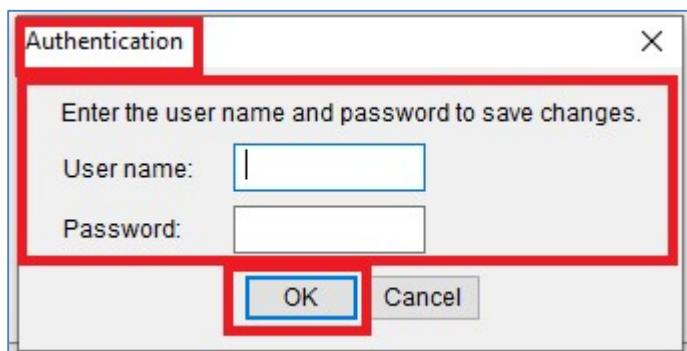 Authentication
Enter the user name and password to save changes.
User name:
Password:
OK Cancel